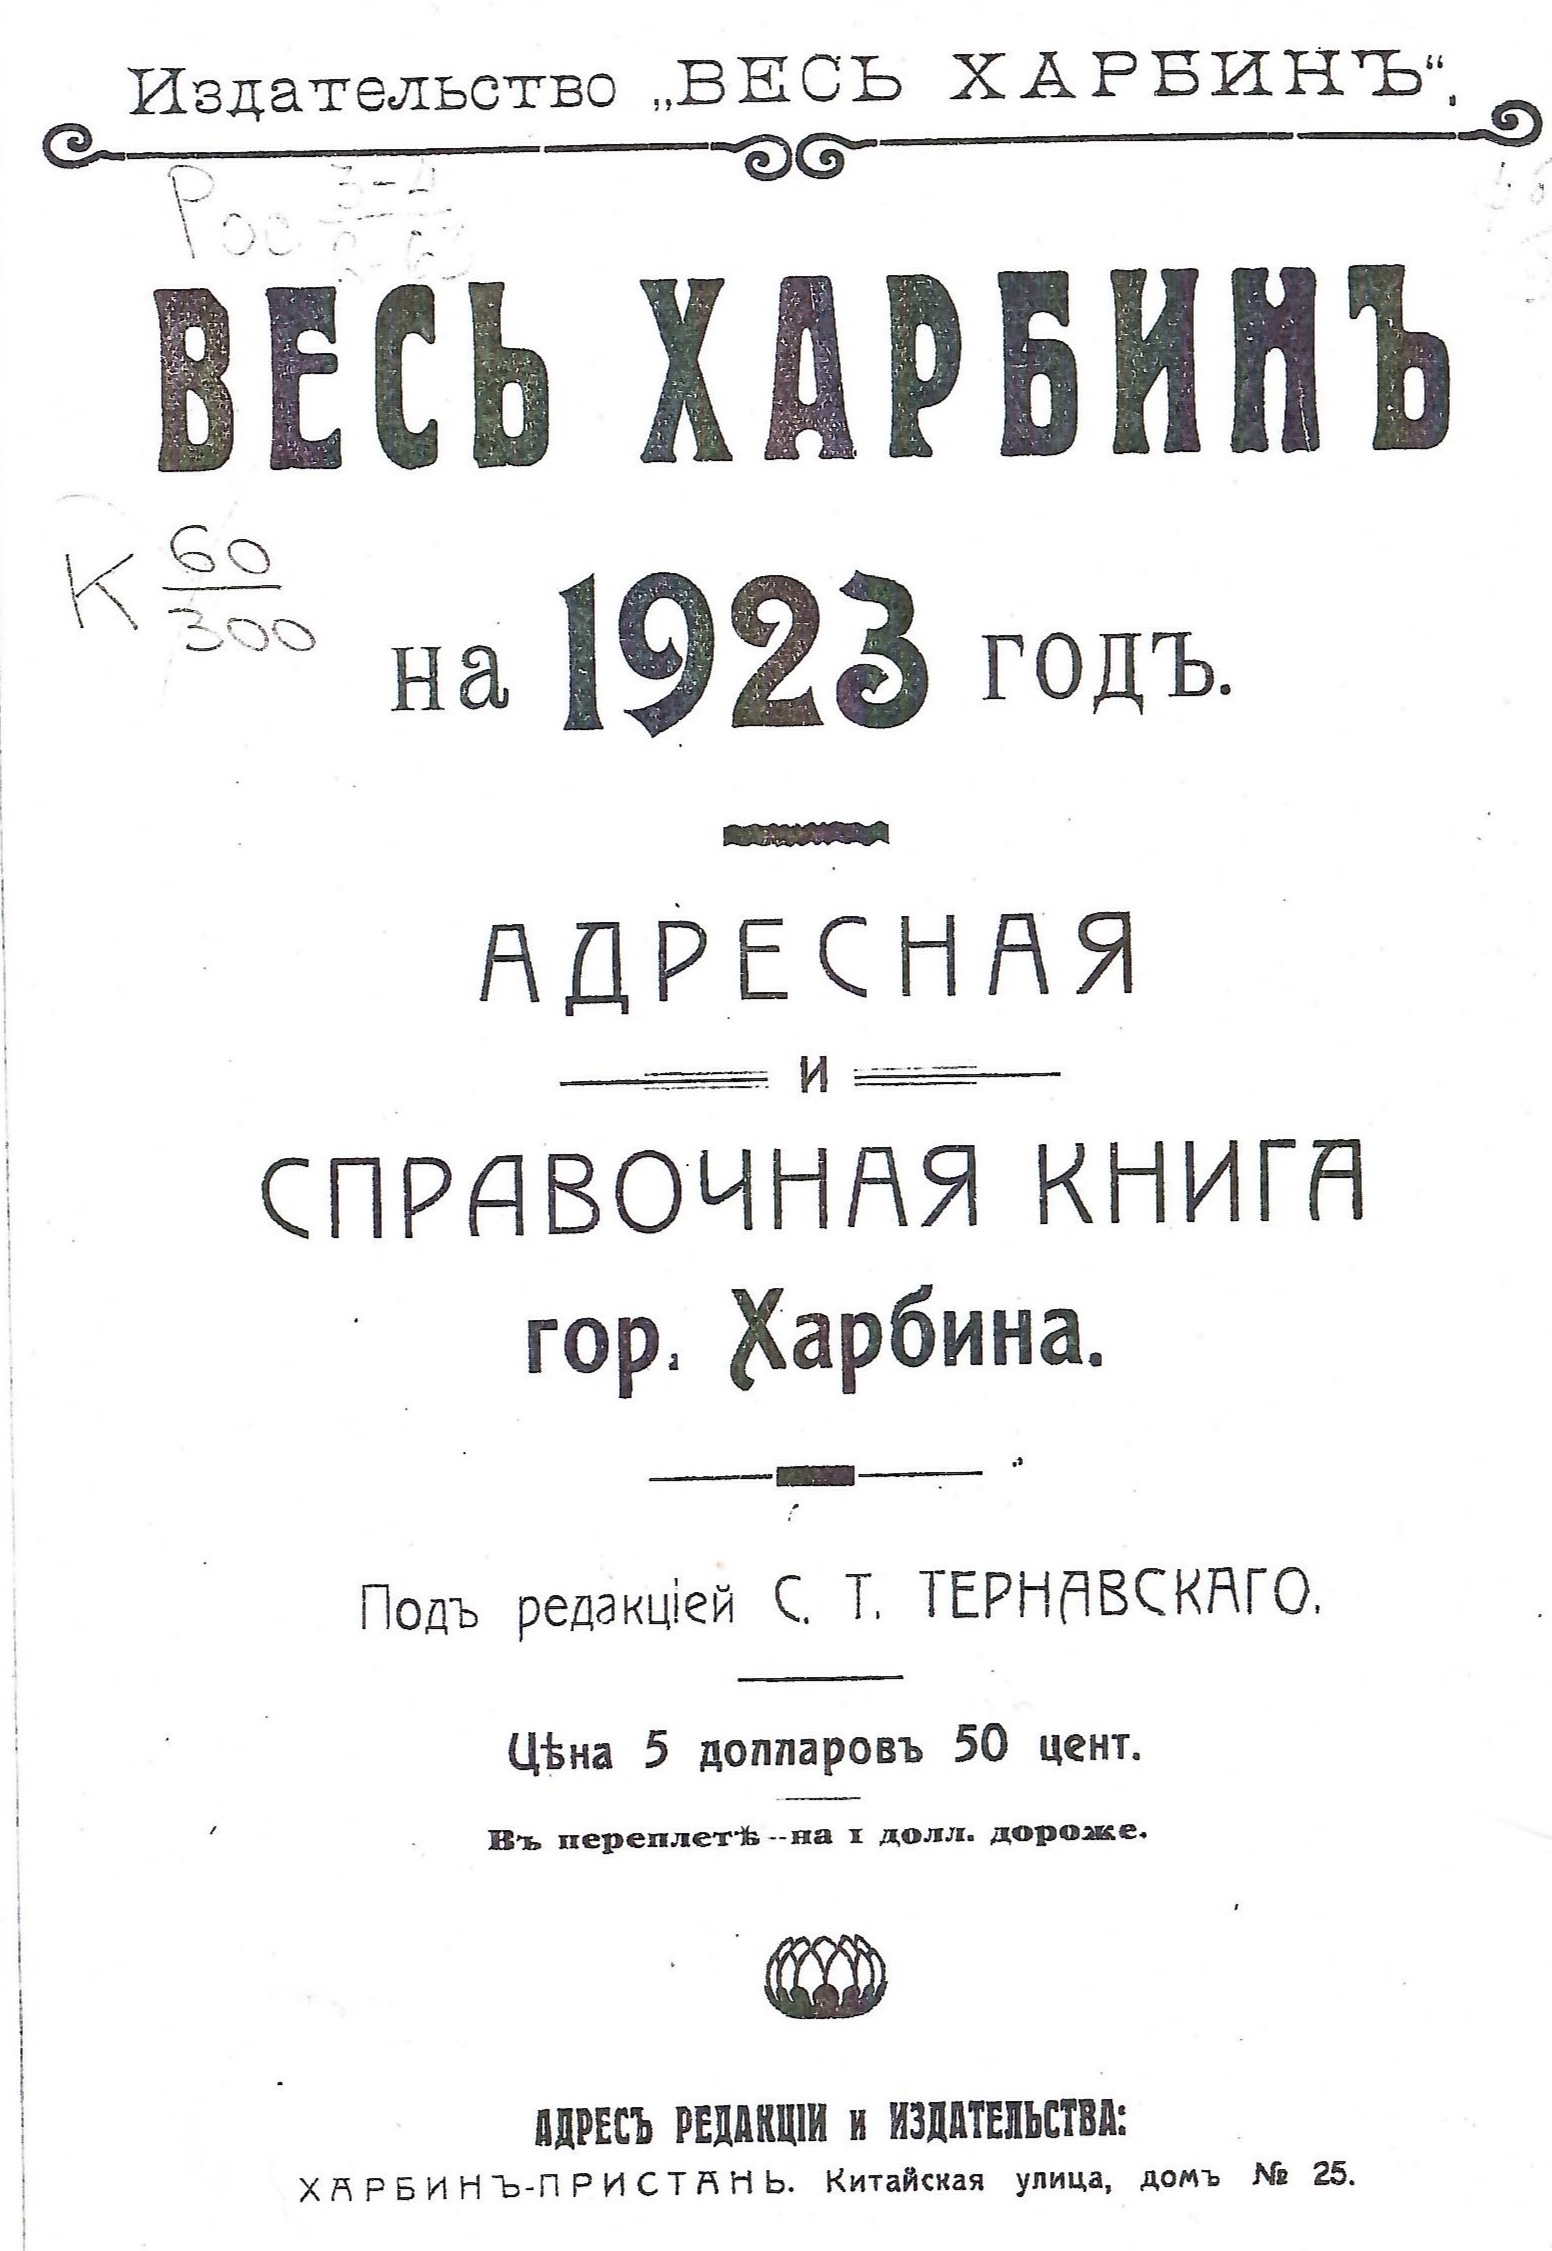 Издательство „ВЕСЬ ХАРБИНЪ“.
Рос
ВЕСЬ ХАРБИНЪ
К 60
300
на 1923 годъ.
АДРЕСНАЯ
и
СПРАВОЧНАЯ КНИГА
гор. Харбина.
Подъ редакціей С. Т. ТЕРНАВСКАГО.
Цѣна 5 долларовъ 50 цент.
Въ переплетѣ--на 1 долл. дороже.
АДРЕСЪ РЕДАКЦІИ и ИЗДАТЕЛЬСТВА:
ХАРБИНЪ-ПРИСТАНЬ. Китайская улица, домъ № 25.